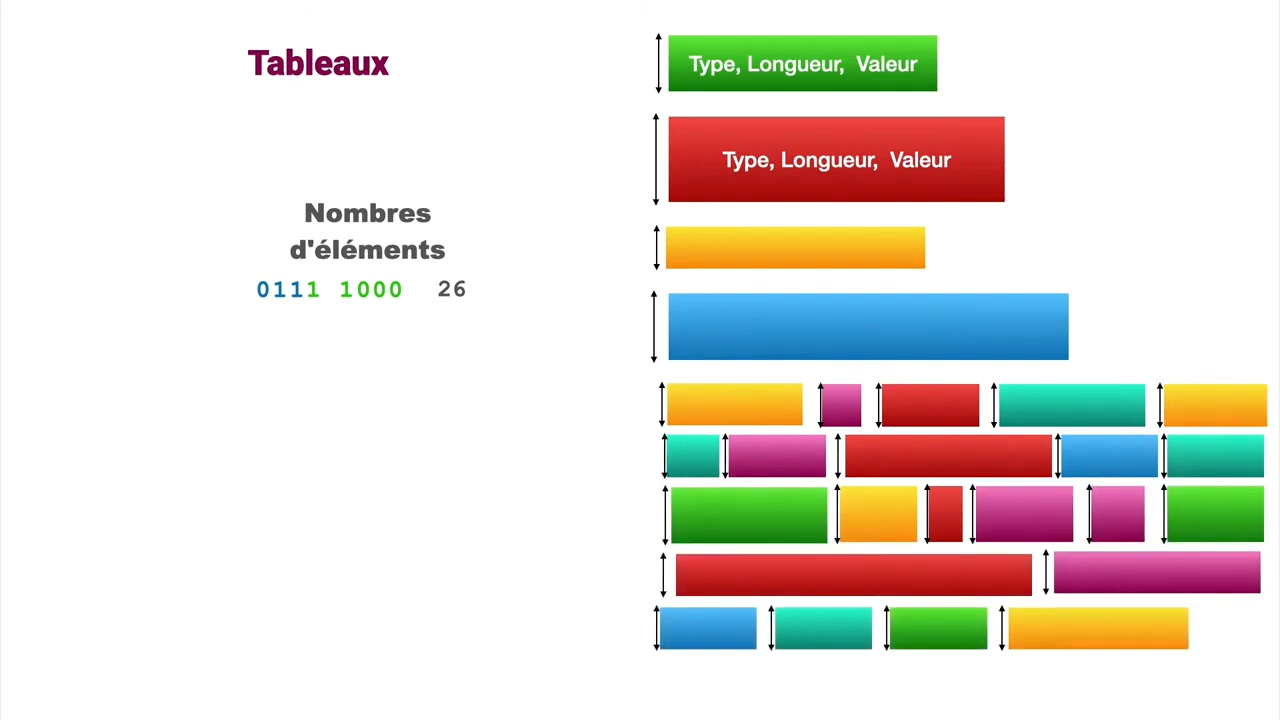 Tableaux
Nombres
d'éléments
0111 1000 26
Type, Longueur, Valeur
Type, Longueur, Valeur